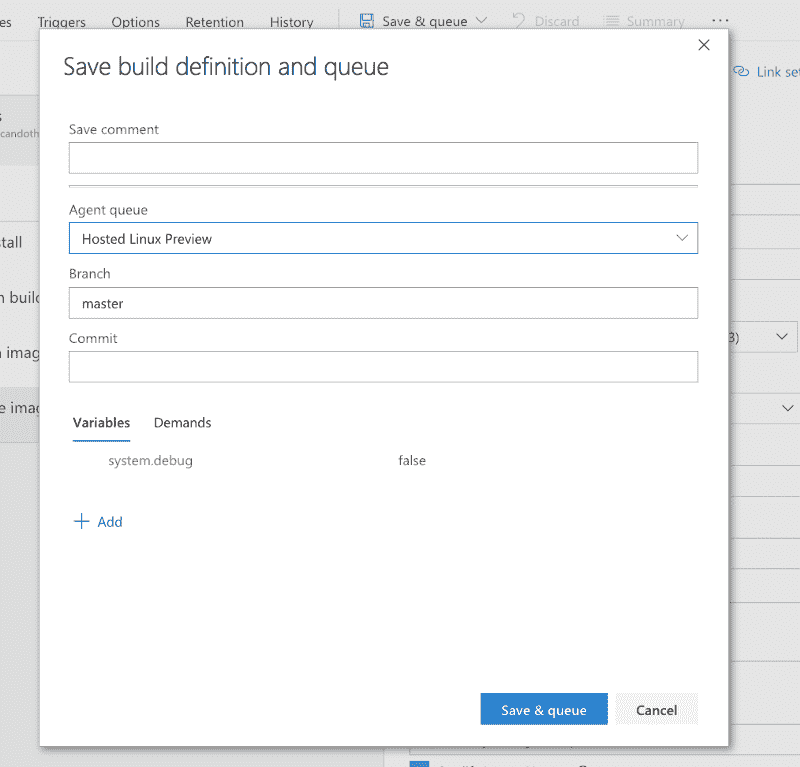 es Triggers Options Retention History Save & queue Discard Summary ...
Save build definition and queue
Link set
s
candoth
Save comment
Agent queue
tall
Hosted Linux Preview
Branch
n build
master
3)
Commit
n imag
e imag
Variables Demands
system.debug false
+ Add
Save & queue Cancel